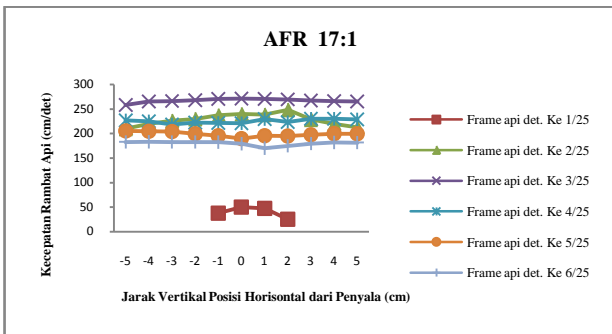 AFR 17:1
Kecepatan Rambat Api (cm/det)
300
250
200
150
100
50
0
-5 -4 -3 -2 -1 0 1 2 3 4 5
Jarak Vertikal Posisi Horisontal dari Penyala (cm)
Frame api det. Ke 1/25
Frame api det. Ke 2/25
Frame api det. Ke 3/25
Frame api det. Ke 4/25
Frame api det. Ke 5/25
Frame api det. Ke 6/25